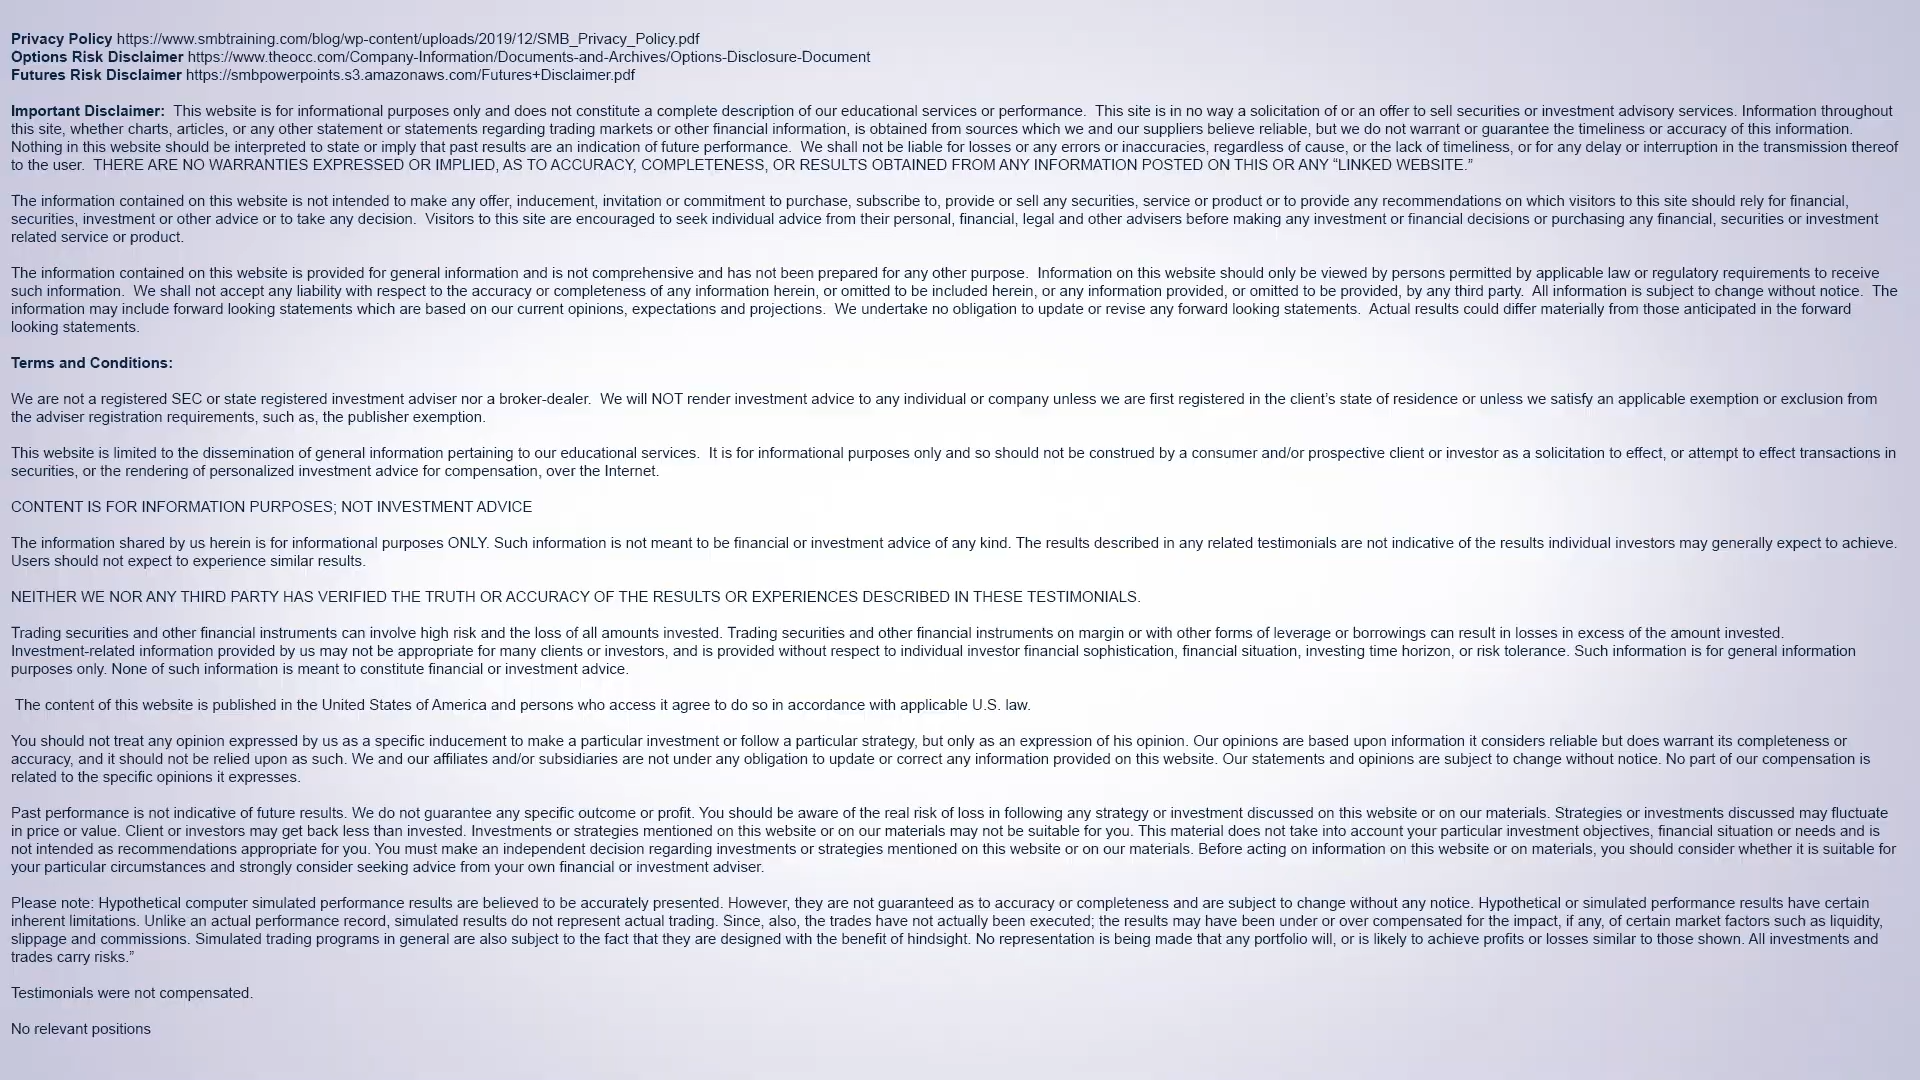 Privacy Policy https://www.smbtraining.com/blog/wp-content/uploads/2019/12/SMB_Privacy_Policy.pdf
Options Risk Disclaimer https://www.theocc.com/Company-Information/Documents-and-Archives/Options-Disclosure-Document
Futures Risk Disclaimer https://smbpowerpoints.s3.amazonaws.com/Futures+Disclaimer.pdf
Important Disclaimer:  This website is for informational purposes only and does not constitute a complete description of our educational services or performance.  This site is in no way a solicitation of or an offer to sell securities or investment advisory services. Information throughout
this site, whether charts, articles, or any other statement or statements regarding trading markets or other financial information, is obtained from sources which we and our suppliers believe reliable, but we do not warrant or guarantee the timeliness or accuracy of this information.
Nothing in this website should be interpreted to state or imply that past results are an indication of future performance.  We shall not be liable for losses or any errors or inaccuracies, regardless of cause, or the lack of timeliness, or for any delay or interruption in the transmission thereof
to the user.  THERE ARE NO WARRANTIES EXPRESSED OR IMPLIED, AS TO ACCURACY, COMPLETENESS, OR RESULTS OBTAINED FROM ANY INFORMATION POSTED ON THIS OR ANY “LINKED WEBSITE.”
The information contained on this website is not intended to make any offer, inducement, invitation or commitment to purchase, subscribe to, provide or sell any securities, service or product or to provide any recommendations on which visitors to this site should rely for financial,
securities, investment or other advice or to take any decision.  Visitors to this site are encouraged to seek individual advice from their personal, financial, legal and other advisers before making any investment or financial decisions or purchasing any financial, securities or investment
related service or product.
The information contained on this website is provided for general information and is not comprehensive and has not been prepared for any other purpose.  Information on this website should only be viewed by persons permitted by applicable law or regulatory requirements to receive
such information.  We shall not accept any liability with respect to the accuracy or completeness of any information herein, or omitted to be included herein, or any information provided, or omitted to be provided, by any third party.  All information is subject to change without notice.  The
information may include forward looking statements which are based on our current opinions, expectations and projections.  We undertake no obligation to update or revise any forward looking statements.  Actual results could differ materially from those anticipated in the forward
looking statements.
Terms and Conditions:
We are not a registered SEC or state registered investment adviser nor a broker-dealer.  We will NOT render investment advice to any individual or company unless we are first registered in the client’s state of residence or unless we satisfy an applicable exemption or exclusion from
the adviser registration requirements, such as, the publisher exemption.
This website is limited to the dissemination of general information pertaining to our educational services.  It is for informational purposes only and so should not be construed by a consumer and/or prospective client or investor as a solicitation to effect, or attempt to effect transactions in
securities, or the rendering of personalized investment advice for compensation, over the Internet.
CONTENT IS FOR INFORMATION PURPOSES; NOT INVESTMENT ADVICE
The information shared by us herein is for informational purposes ONLY. Such information is not meant to be financial or investment advice of any kind. The results described in any related testimonials are not indicative of the results individual investors may generally expect to achieve.
Users should not expect to experience similar results.
NEITHER WE NOR ANY THIRD PARTY HAS VERIFIED THE TRUTH OR ACCURACY OF THE RESULTS OR EXPERIENCES DESCRIBED IN THESE TESTIMONIALS.
Trading securities and other financial instruments can involve high risk and the loss of all amounts invested. Trading securities and other financial instruments on margin or with other forms of leverage or borrowings can result in losses in excess of the amount invested.
Investment-related information provided by us may not be appropriate for many clients or investors, and is provided without respect to individual investor financial sophistication, financial situation, investing time horizon, or risk tolerance. Such information is for general information
purposes only. None of such information is meant to constitute financial or investment advice.
The content of this website is published in the United States of America and persons who access it agree to do so in accordance with applicable U.S. law.
You should not treat any opinion expressed by us as a specific inducement to make a particular investment or follow a particular strategy, but only as an expression of his opinion. Our opinions are based upon information it considers reliable but does warrant its completeness or
accuracy, and it should not be relied upon as such. We and our affiliates and/or subsidiaries are not under any obligation to update or correct any information provided on this website. Our statements and opinions are subject to change without notice. No part of our compensation is
related to the specific opinions it expresses.
Past performance is not indicative of future results. We do not guarantee any specific outcome or profit. You should be aware of the real risk of loss in following any strategy or investment discussed on this website or on our materials. Strategies or investments discussed may fluctuate
in price or value. Client or investors may get back less than invested. Investments or strategies mentioned on this website or on our materials may not be suitable for you. This material does not take into account your particular investment objectives, financial situation or needs and is
not intended as recommendations appropriate for you. You must make an independent decision regarding investments or strategies mentioned on this website or on our materials. Before acting on information on this website or on materials, you should consider whether it is suitable for
your particular circumstances and strongly consider seeking advice from your own financial or investment adviser.
Please note: Hypothetical computer simulated performance results are believed to be accurately presented. However, they are not guaranteed as to accuracy or completeness and are subject to change without any notice. Hypothetical or simulated performance results have certain
inherent limitations. Unlike an actual performance record, simulated results do not represent actual trading. Since, also, the trades have not actually been executed; the results may have been under or over compensated for the impact, if any, of certain market factors such as liquidity,
slippage and commissions. Simulated trading programs in general are also subject to the fact that they are designed with the benefit of hindsight. No representation is being made that any portfolio will, or is likely to achieve profits or losses similar to those shown. All investments and
trades carry risks.”
Testimonials were not compensated.
No relevant positions